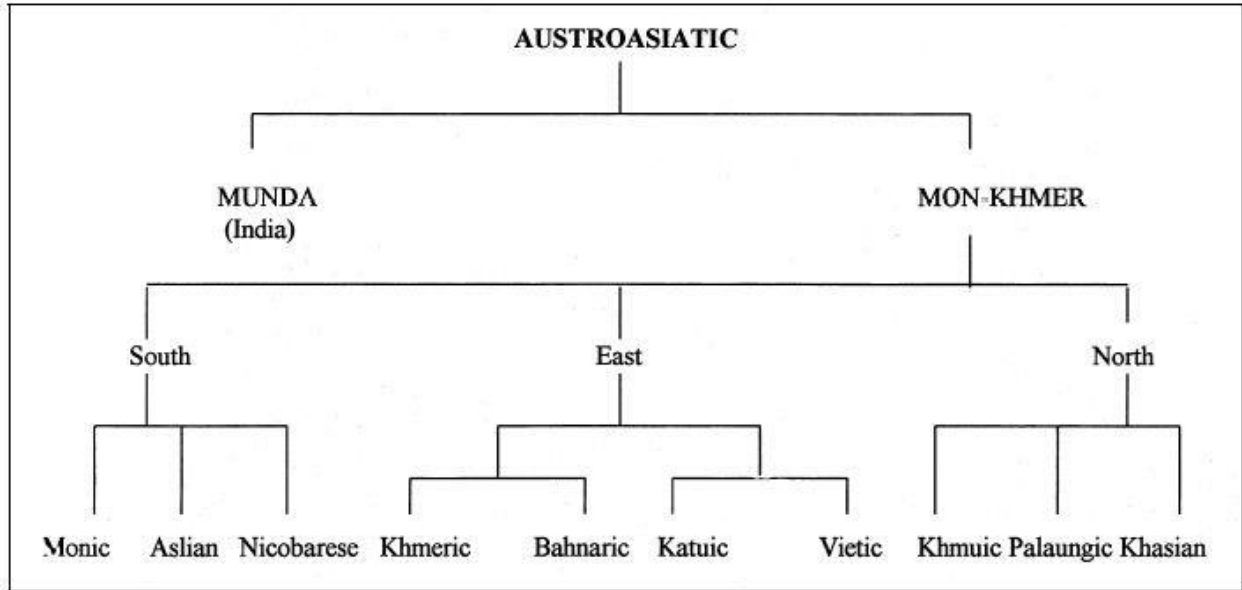 AUSTROASIATIC
MUNDA
(India)
MON-KHMER
South East North
Monic Aslian Nicobarese Khmeric Bahnaric Katuic Vietic Khmuic Palaungic Khasian